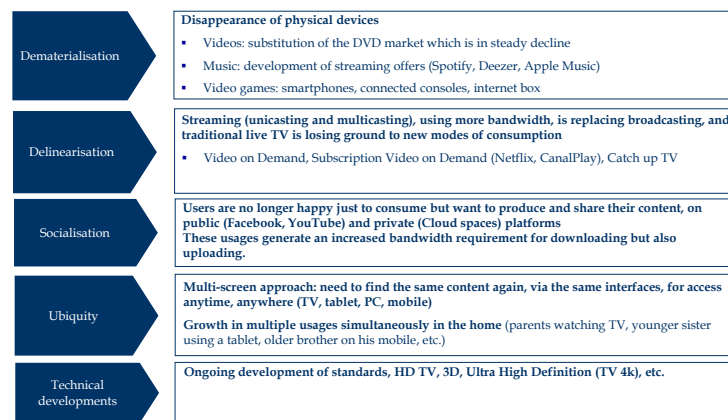 Dematerialisation
Disappearance of physical devices
▪ Videos: substitution of the DVD market which is in steady decline
▪ Music: development of streaming offers (Spotify, Deezer, Apple Music)
▪ Video games: smartphones, connected consoles, internet box
Delinearisation
Streaming (unicasting and multicasting), using more bandwidth, is replacing broadcasting, and
traditional live TV is losing ground to new modes of consumption
▪ Video on Demand, Subscription Video on Demand (Netflix, CanalPlay), Catch up TV
Socialisation
Users are no longer happy just to consume but want to produce and share their content, on
public (Facebook, YouTube) and private (Cloud spaces) platforms
These usages generate an increased bandwidth requirement for downloading but also
uploading.
Ubiquity
Multi-screen approach: need to find the same content again, via the same interfaces, for access
anytime, anywhere (TV, tablet, PC, mobile)
Growth in multiple usages simultaneously in the home (parents watching TV, younger sister
using a tablet, older brother on his mobile, etc.)
Technical
developments
Ongoing development of standards, HD TV, 3D, Ultra High Definition (TV 4k), etc.